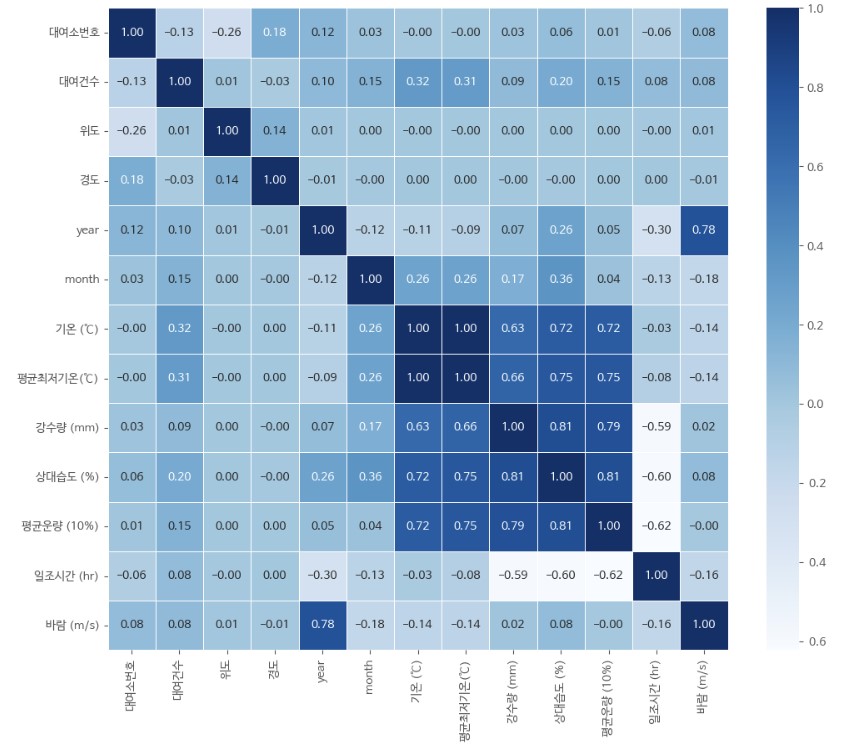 대여소번호 1.00 −0.13 −0.26 0.18 0.12 0.03 −0.00 −0.00 0.03 0.06 0.01 −0.06 0.08
대여건수 −0.13 1.00 0.01 −0.03 0.10 0.15 0.32 0.31 0.09 0.20 0.15 0.08 0.08
위도 −0.26 0.01 1.00 0.14 0.01 0.00 −0.00 −0.00 0.00 0.00 0.00 −0.00 0.01
경도 0.18 −0.03 0.14 1.00 −0.01 −0.00 0.00 0.00 −0.00 −0.00 0.00 0.00 −0.01
year 0.12 0.10 0.01 −0.01 1.00 −0.12 −0.11 −0.09 0.07 0.26 0.05 −0.30 0.78
month 0.03 0.15 0.00 −0.00 −0.12 1.00 0.26 0.26 0.17 0.36 0.04 −0.13 −0.18
기온 (℃) −0.00 0.32 −0.00 0.00 −0.11 0.26 1.00 1.00 0.63 0.72 0.72 −0.03 −0.14
평균최저기온(℃) −0.00 0.31 −0.00 0.00 −0.09 0.26 1.00 1.00 0.66 0.75 0.75 −0.08 −0.14
강수량 (mm) 0.03 0.09 0.00 −0.00 0.07 0.17 0.63 0.66 1.00 0.81 0.79 −0.59 0.02
상대습도 (%) 0.06 0.20 0.00 −0.00 0.26 0.36 0.72 0.75 0.81 1.00 0.81 −0.60 0.08
평균운량 (10%) 0.01 0.15 0.00 0.00 0.05 0.04 0.72 0.75 0.79 0.81 1.00 −0.62 −0.00
일조시간 (hr) −0.06 0.08 −0.00 0.00 −0.30 −0.13 −0.03 −0.08 −0.59 −0.60 −0.62 1.00 −0.16
바람 (m/s) 0.08 0.08 0.01 −0.01 0.78 −0.18 −0.14 −0.14 0.02 0.08 −0.00 −0.16 1.00
대여소번호
대여건수
위도
경도
year
month
기온 (℃)
평균최저기온(℃)
강수량 (mm)
상대습도 (%)
평균운량 (10%)
일조시간 (hr)
바람 (m/s)
1.0
0.8
0.6
0.4
0.2
0.0
0.2
0.4
0.6